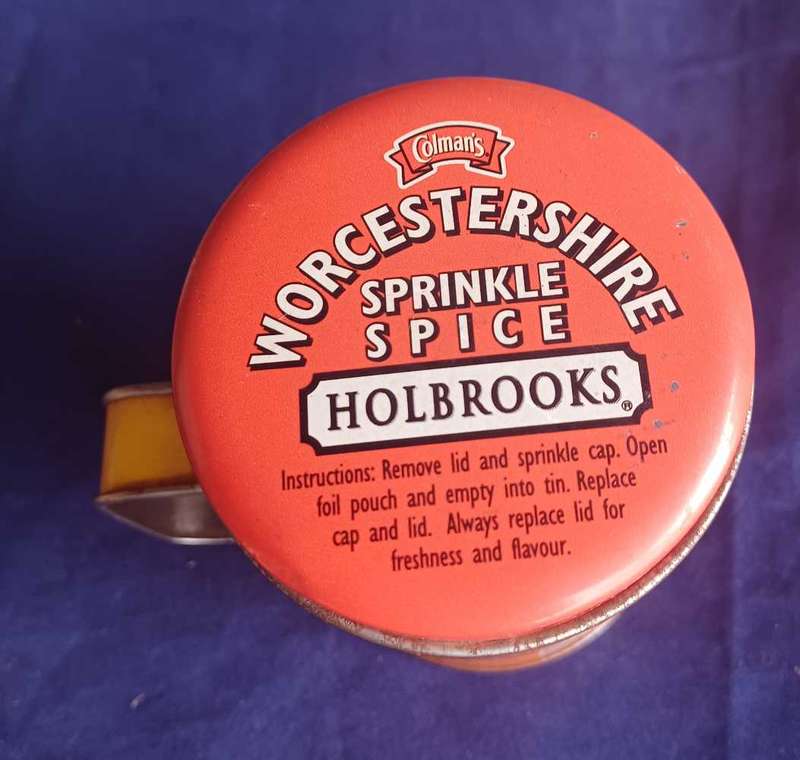 Colman's
WORCESTERSHIRE
SPRINKLE
SPICE
HOLBROOKS®
Instructions: Remove lid and sprinkle cap. Open
foil pouch and empty into tin. Replace
cap and lid. Always replace lid for
freshness and flavour.